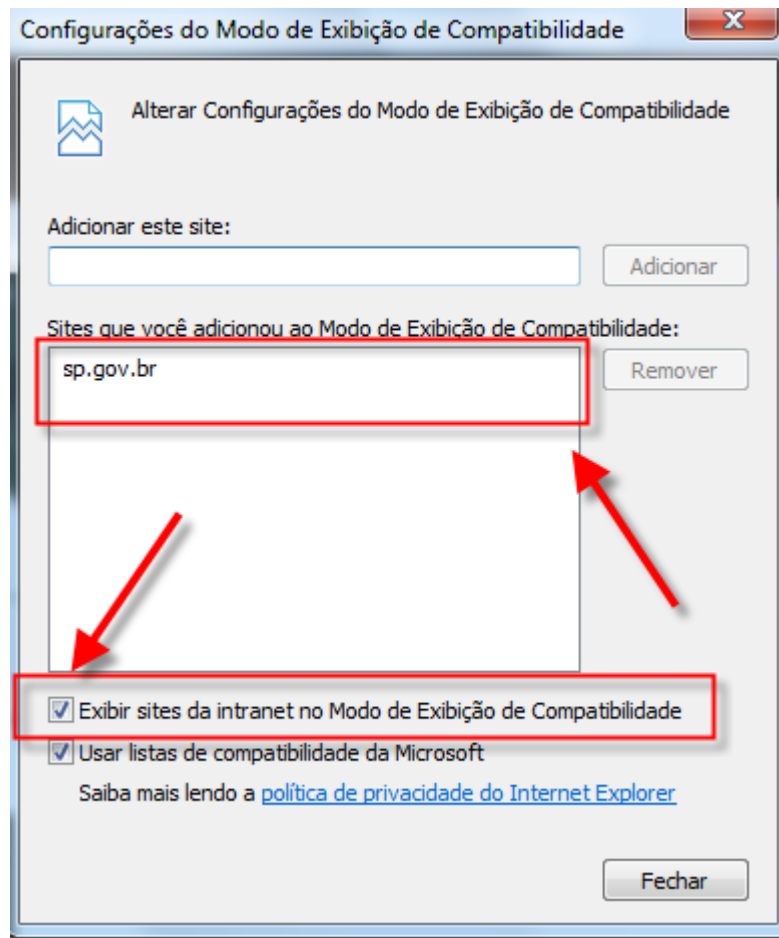 Configurações do Modo de Exibição de Compatibilidade
Alterar Configurações do Modo de Exibição de Compatibilidade
Adicionar este site:
Adicionar
Sites que você adicionou ao Modo de Exibição de Compatibilidade:
sp.gov.br
Remover
Exibir sites da intranet no Modo de Exibição de Compatibilidade
Usar listas de compatibilidade da Microsoft
Saiba mais lendo a política de privacidade do Internet Explorer
Fechar